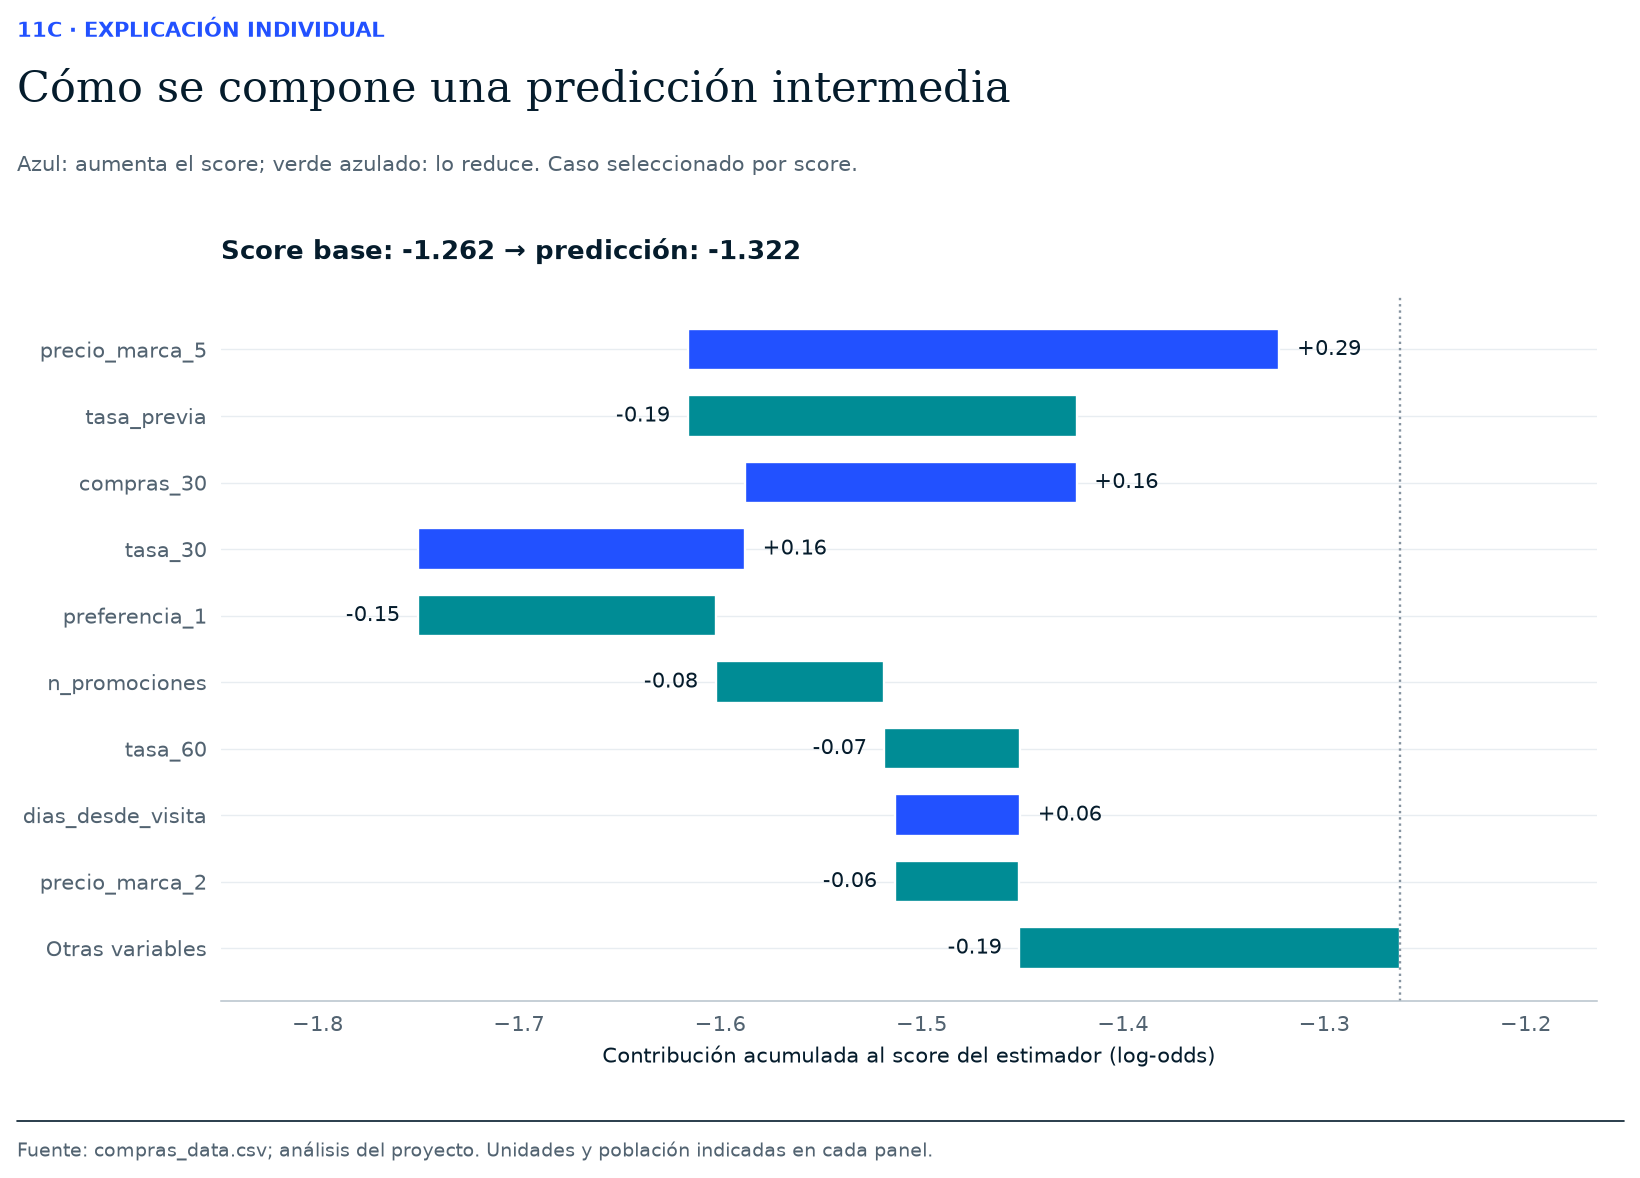 11C · EXPLICACIÓN INDIVIDUAL
Cómo se compone una predicción intermedia
Azul: aumenta el score; verde azulado: lo reduce. Caso seleccionado por score.
Score base: -1.262 → predicción: -1.322
precio_marca_5 +0.29
tasa_previa -0.19
compras_30 +0.16
tasa_30 +0.16
preferencia_1 -0.15
n_promociones -0.08
tasa_60 -0.07
dias_desde_visita +0.06
precio_marca_2 -0.06
Otras variables -0.19
−1.8 −1.7 −1.6 −1.5 −1.4 −1.3 −1.2
Contribución acumulada al score del estimador (log-odds)
Fuente: compras_data.csv; análisis del proyecto. Unidades y población indicadas en cada panel.